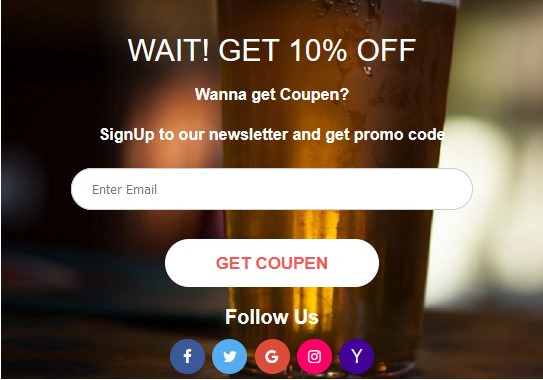 WAIT! GET 10% OFF
Wanna get Coupen?
SignUp to our newsletter and get promo code
Enter Email
GET COUPEN
Follow Us
f G Y